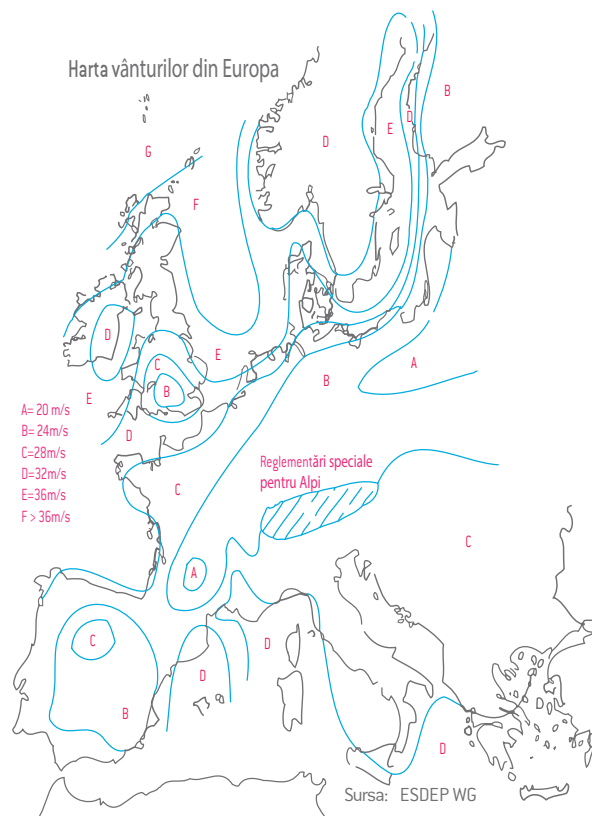 Harta vânturilor din Europa
B
E
D
D
G
F
D
E
C
A
B
B
E
A= 20 m/s
B= 24m/s
C=28m/s
D=32m/s
E=36m/s
F > 36m/s
D
Reglementări speciale
pentru Alpi
C
C
A
C
D
D
B
D
Sursa: ESDEP WG